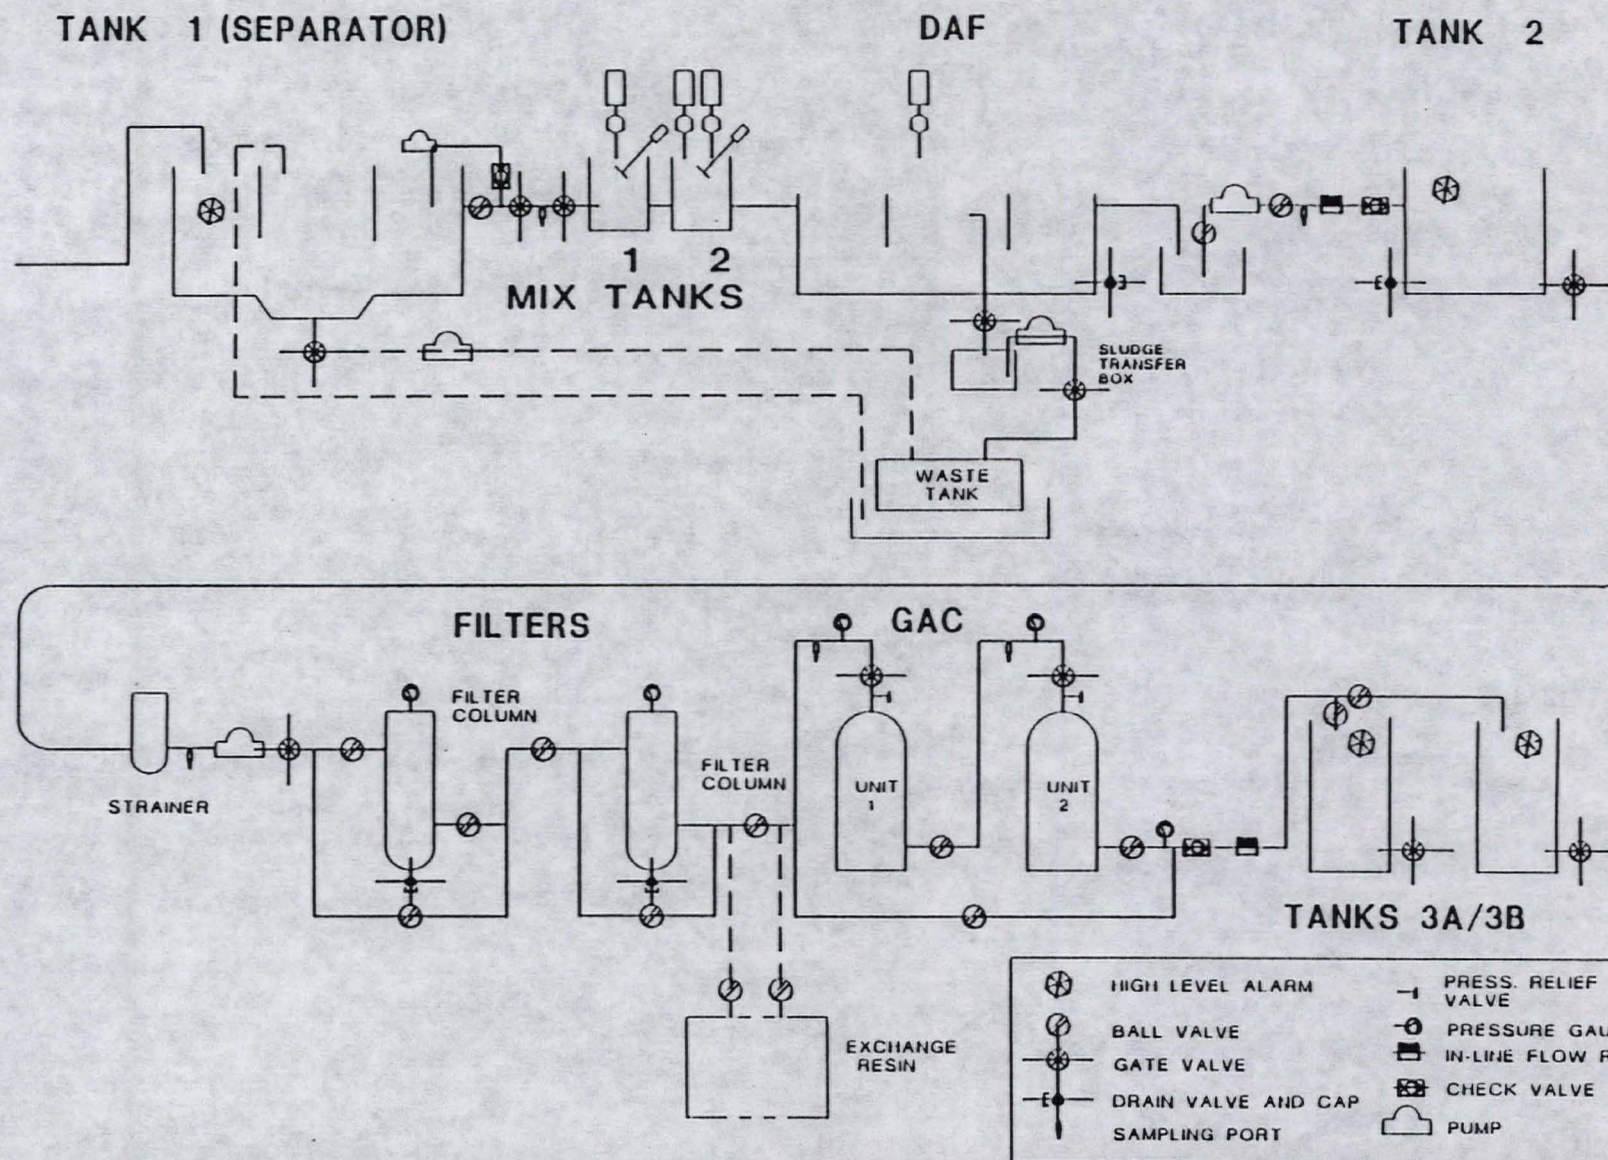 TANK 1 (SEPARATOR)
DAF
TANK 2
1 2
MIX TANKS
SLUDGE
TRANSFER
BOX
WASTE
TANK
FILTERS
GAC
FILTER
COLUMN
FILTER
COLUMN
STRAINER
UNIT
1
UNIT
2
TANKS 3A/3B
EXCHANGE
RESIN
HIGH LEVEL ALARM
BALL VALVE
GATE VALVE
DRAIN VALVE AND CAP
SAMPLING PORT
PRESS. RELIEF
VALVE
PRESSURE GAU
IN-LINE FLOW R
CHECK VALVE
PUMP